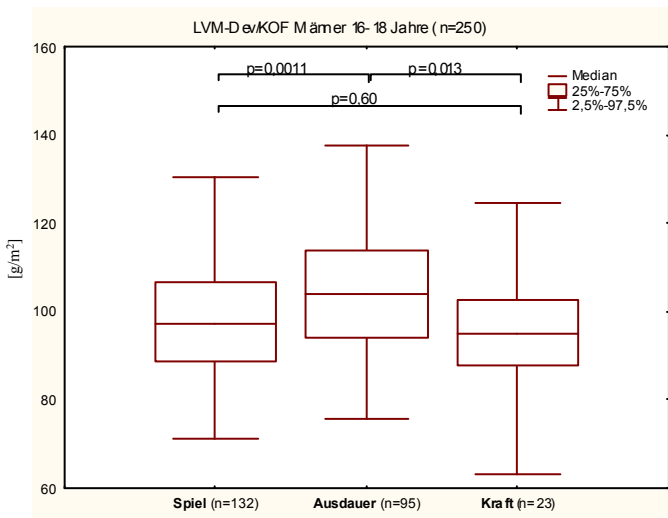 LVM-Dev/KOF Männer 16-18 Jahre (n=250)
160
140
120
100
80
60
[g/m²]
p=0,0011
p=0,013
p=0,60
Median
25%-75%
2,5%-97,5%
Spiel (n=132)
Ausdauer (n=95)
Kraft (n=23)